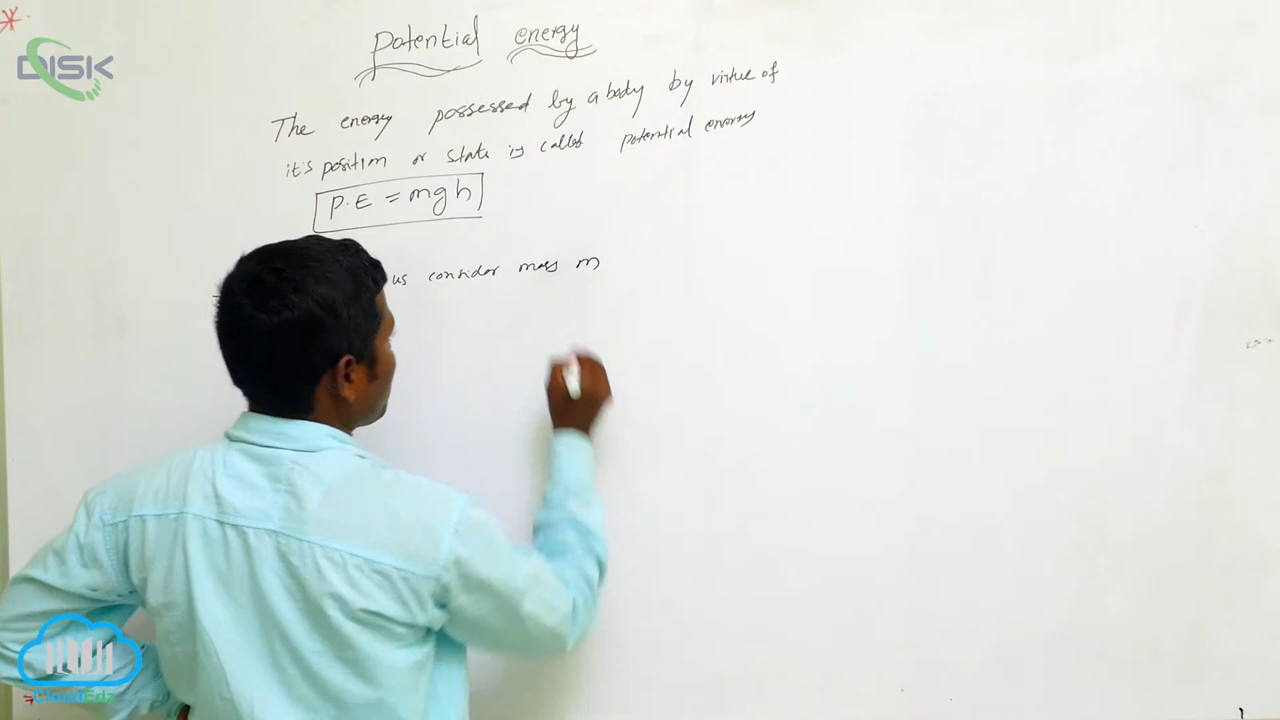 DISK
Potential energy
The energy possessed by a body by virtue of
it's position or state is called potential energy
P.E = mgh
us consider mass m
CloudEdz